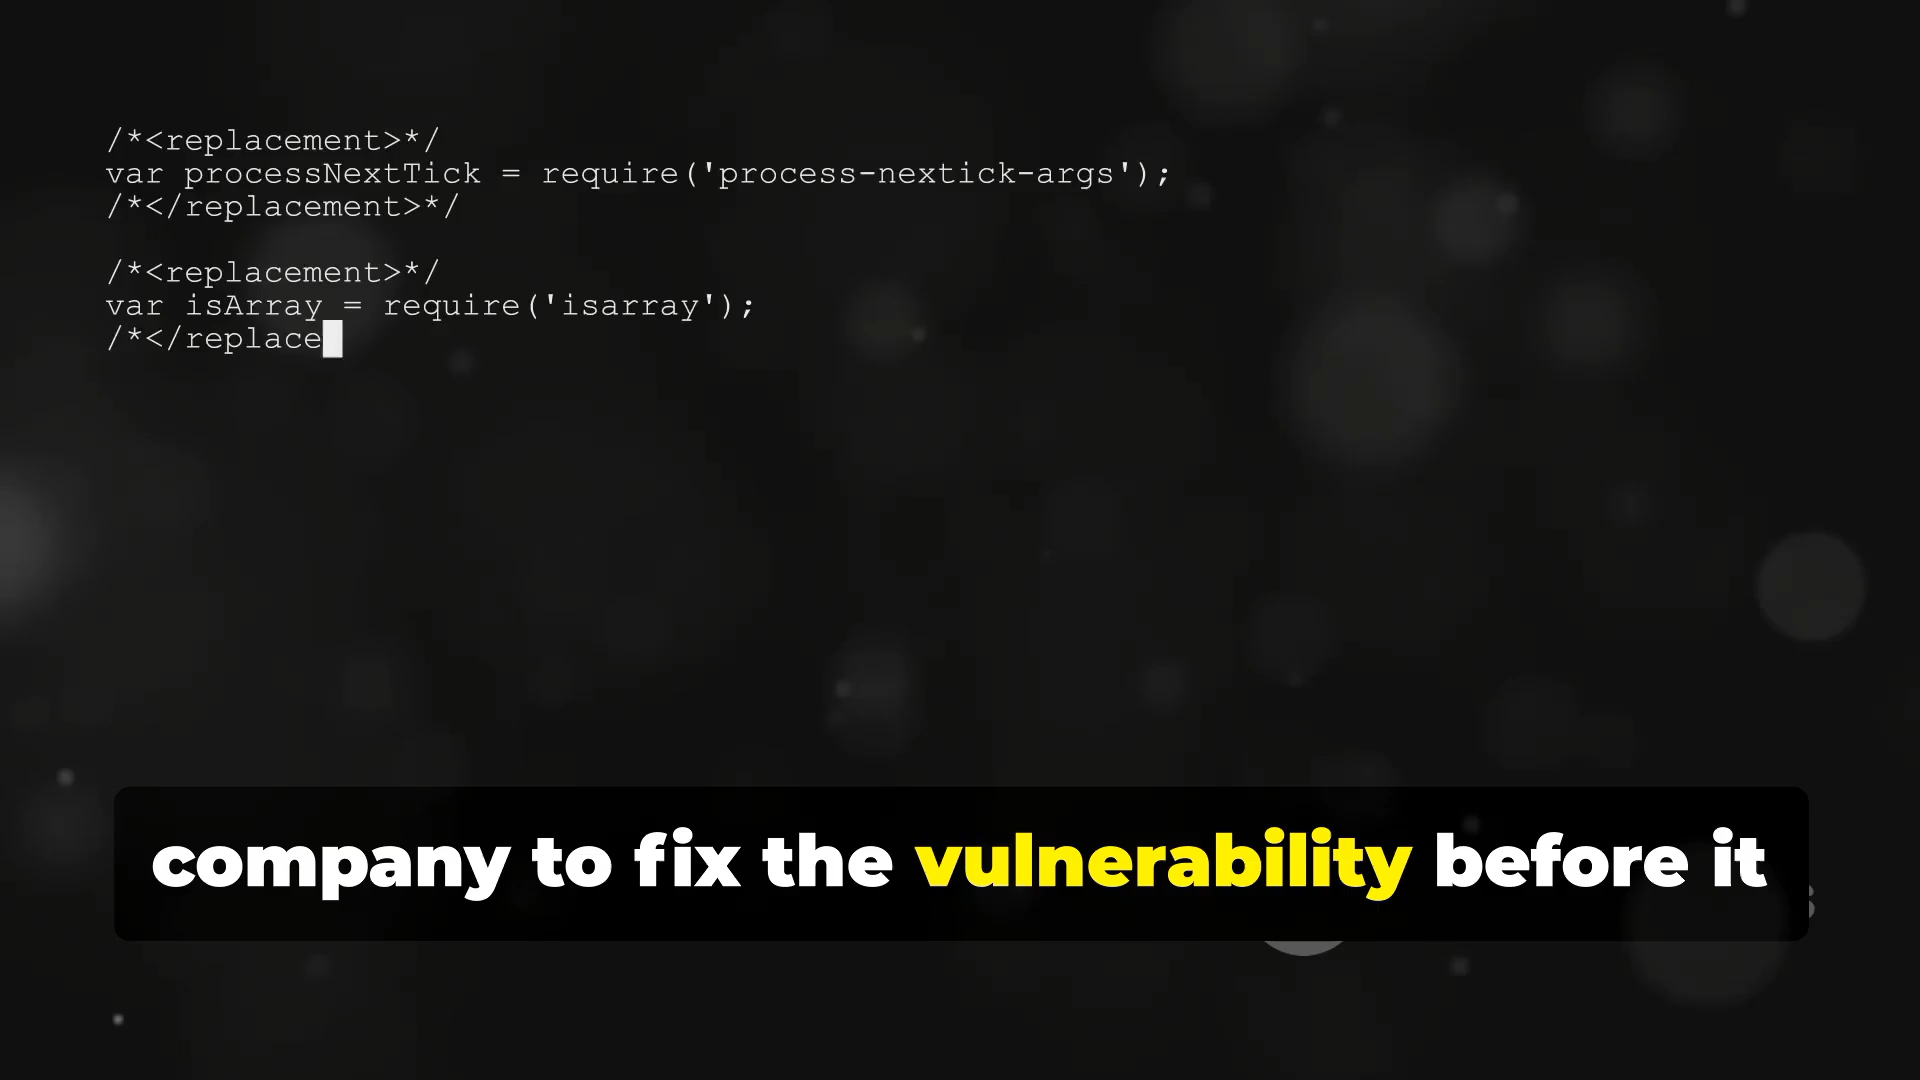 /*<replacement>*/
var processNextTick = require('process-nextick-args');
/*</replacement>*/
/*<replacement>*/
var isArray = require('isarray');
/*</replace
company to fix the vulnerability before it